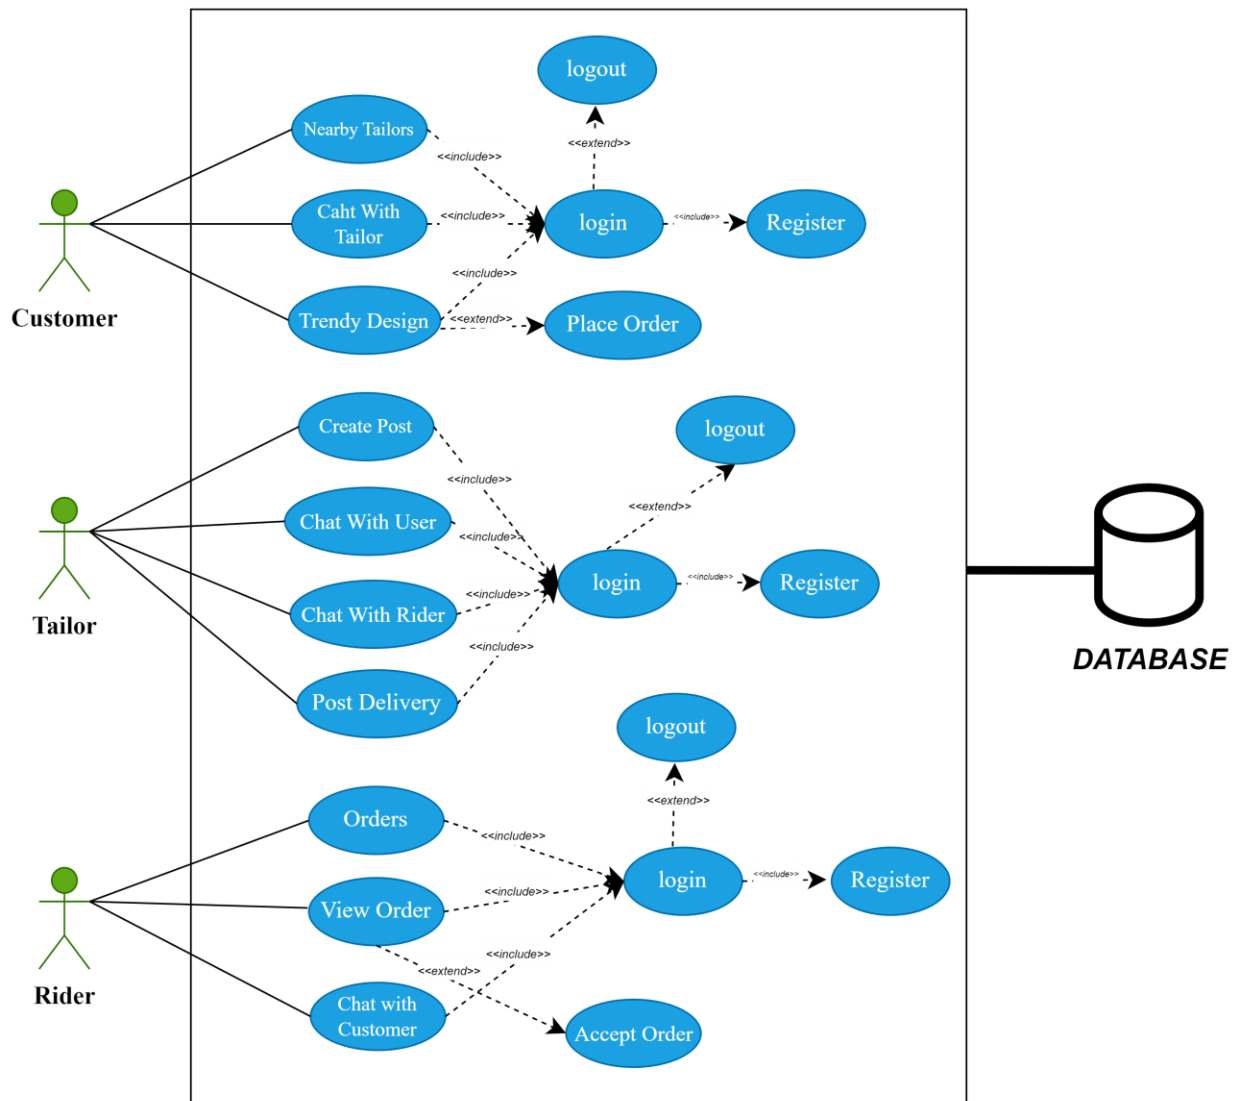 logout
Nearby Tailors
<<extend>>
<<include>>
Caht With
Tailor
<<include>>
login
<<include>>
Register
<<include>>
Customer
Trendy Design
<<extend>>
Place Order
Create Post
logout
<<include>>
<<extend>>
Chat With User
<<include>>
login
<<include>>
Register
Chat With Rider
<<include>>
Tailor
<<include>>
DATABASE
Post Delivery
logout
<<extend>>
Orders
<<include>>
login
<<include>>
Register
<<include>>
View Order
<<include>>
<<extend>>
Rider
Chat with
Customer
Accept Order